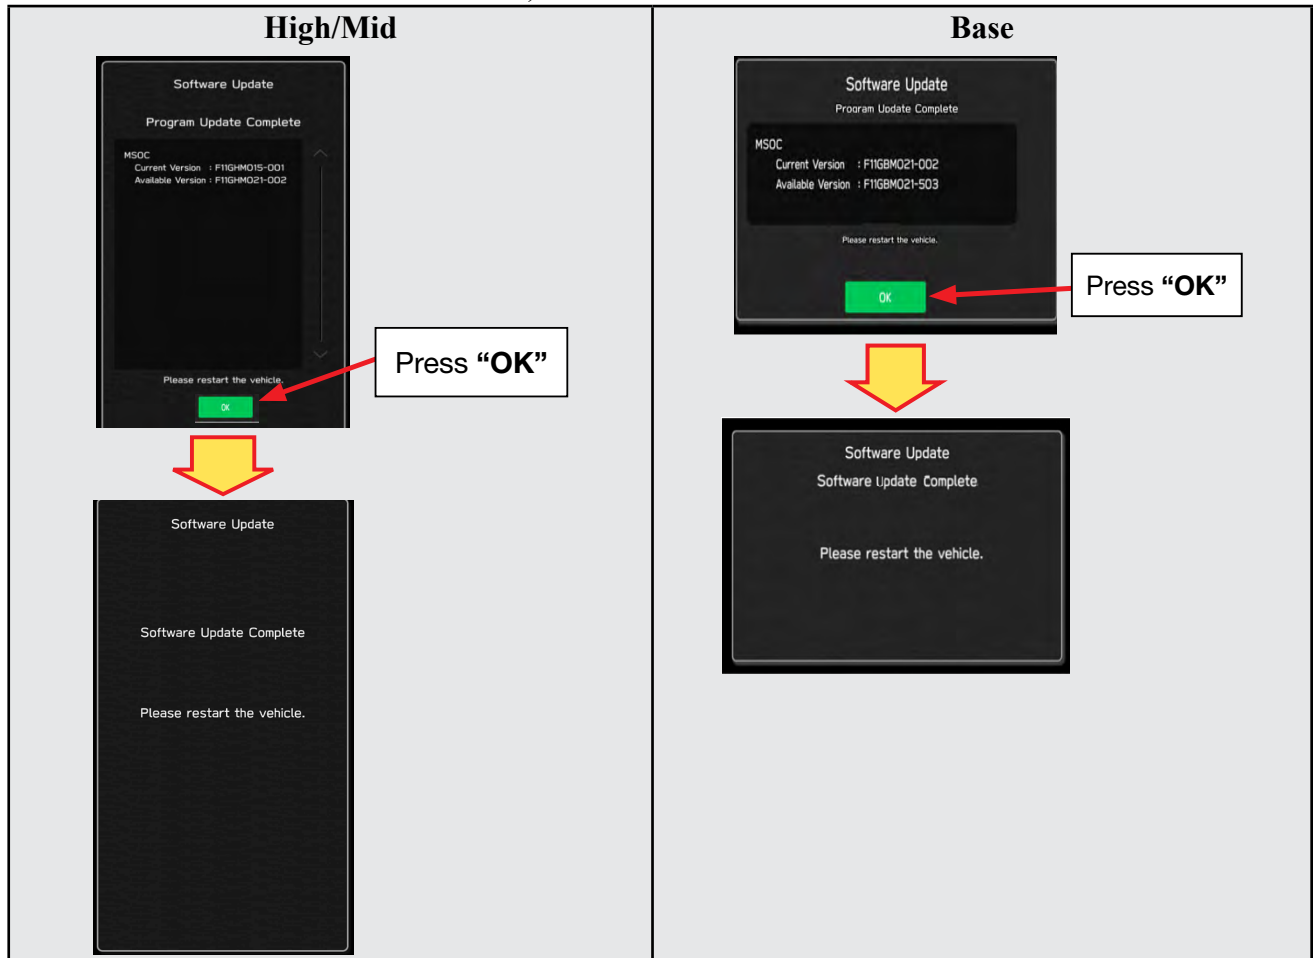 High/Mid
Software Update
Program Update Complete
MSOC
Current Version : F11GHM015-001
Available Version : F11GHM021-002
Please restart the vehicle.
OK
Press “OK”
Software Update
Software Update Complete
Please restart the vehicle.
Base
Software Update
Program Update Complete
MSOC
Current Version : F11GBM021-002
Available Version : F11GBM021-503
Please restart the vehicle.
OK
Press “OK”
Software Update
Software Update Complete
Please restart the vehicle.